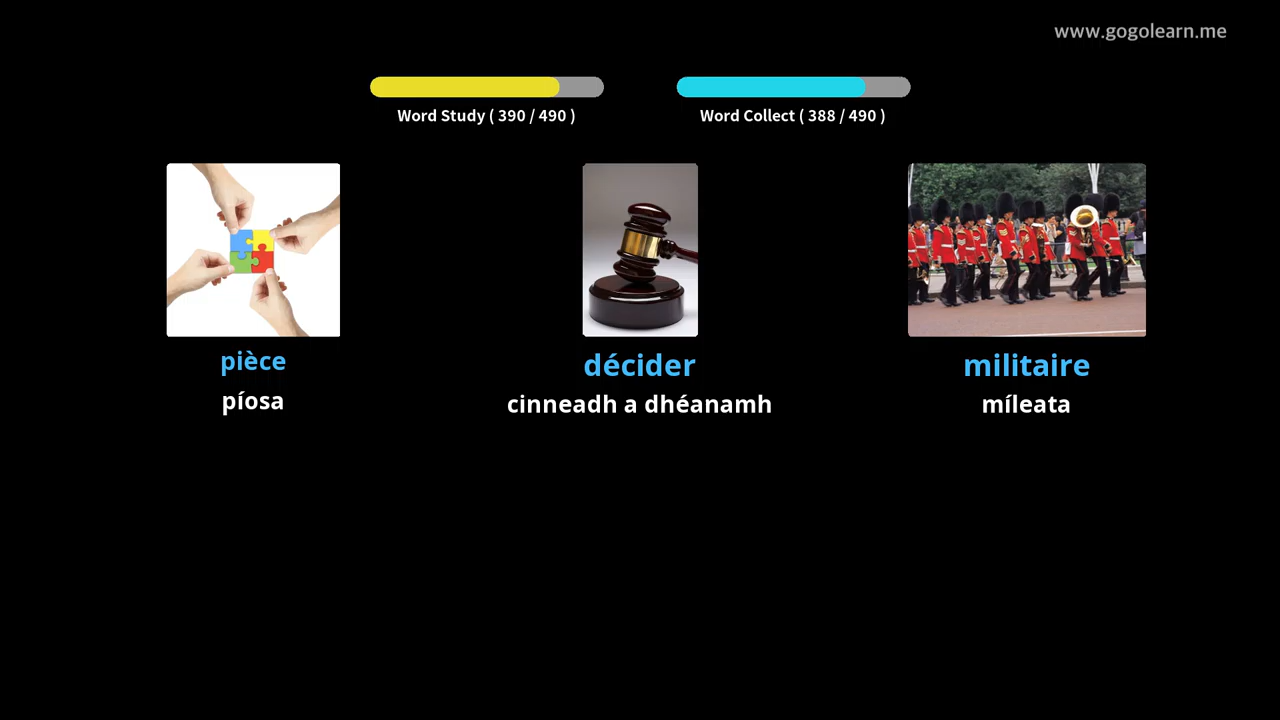 www.gogolearn.me
Word Study ( 390 / 490 )
Word Collect ( 388 / 490 )
pièce
décider
militaire
píosa
cinneadh a dhéanamh
míleata